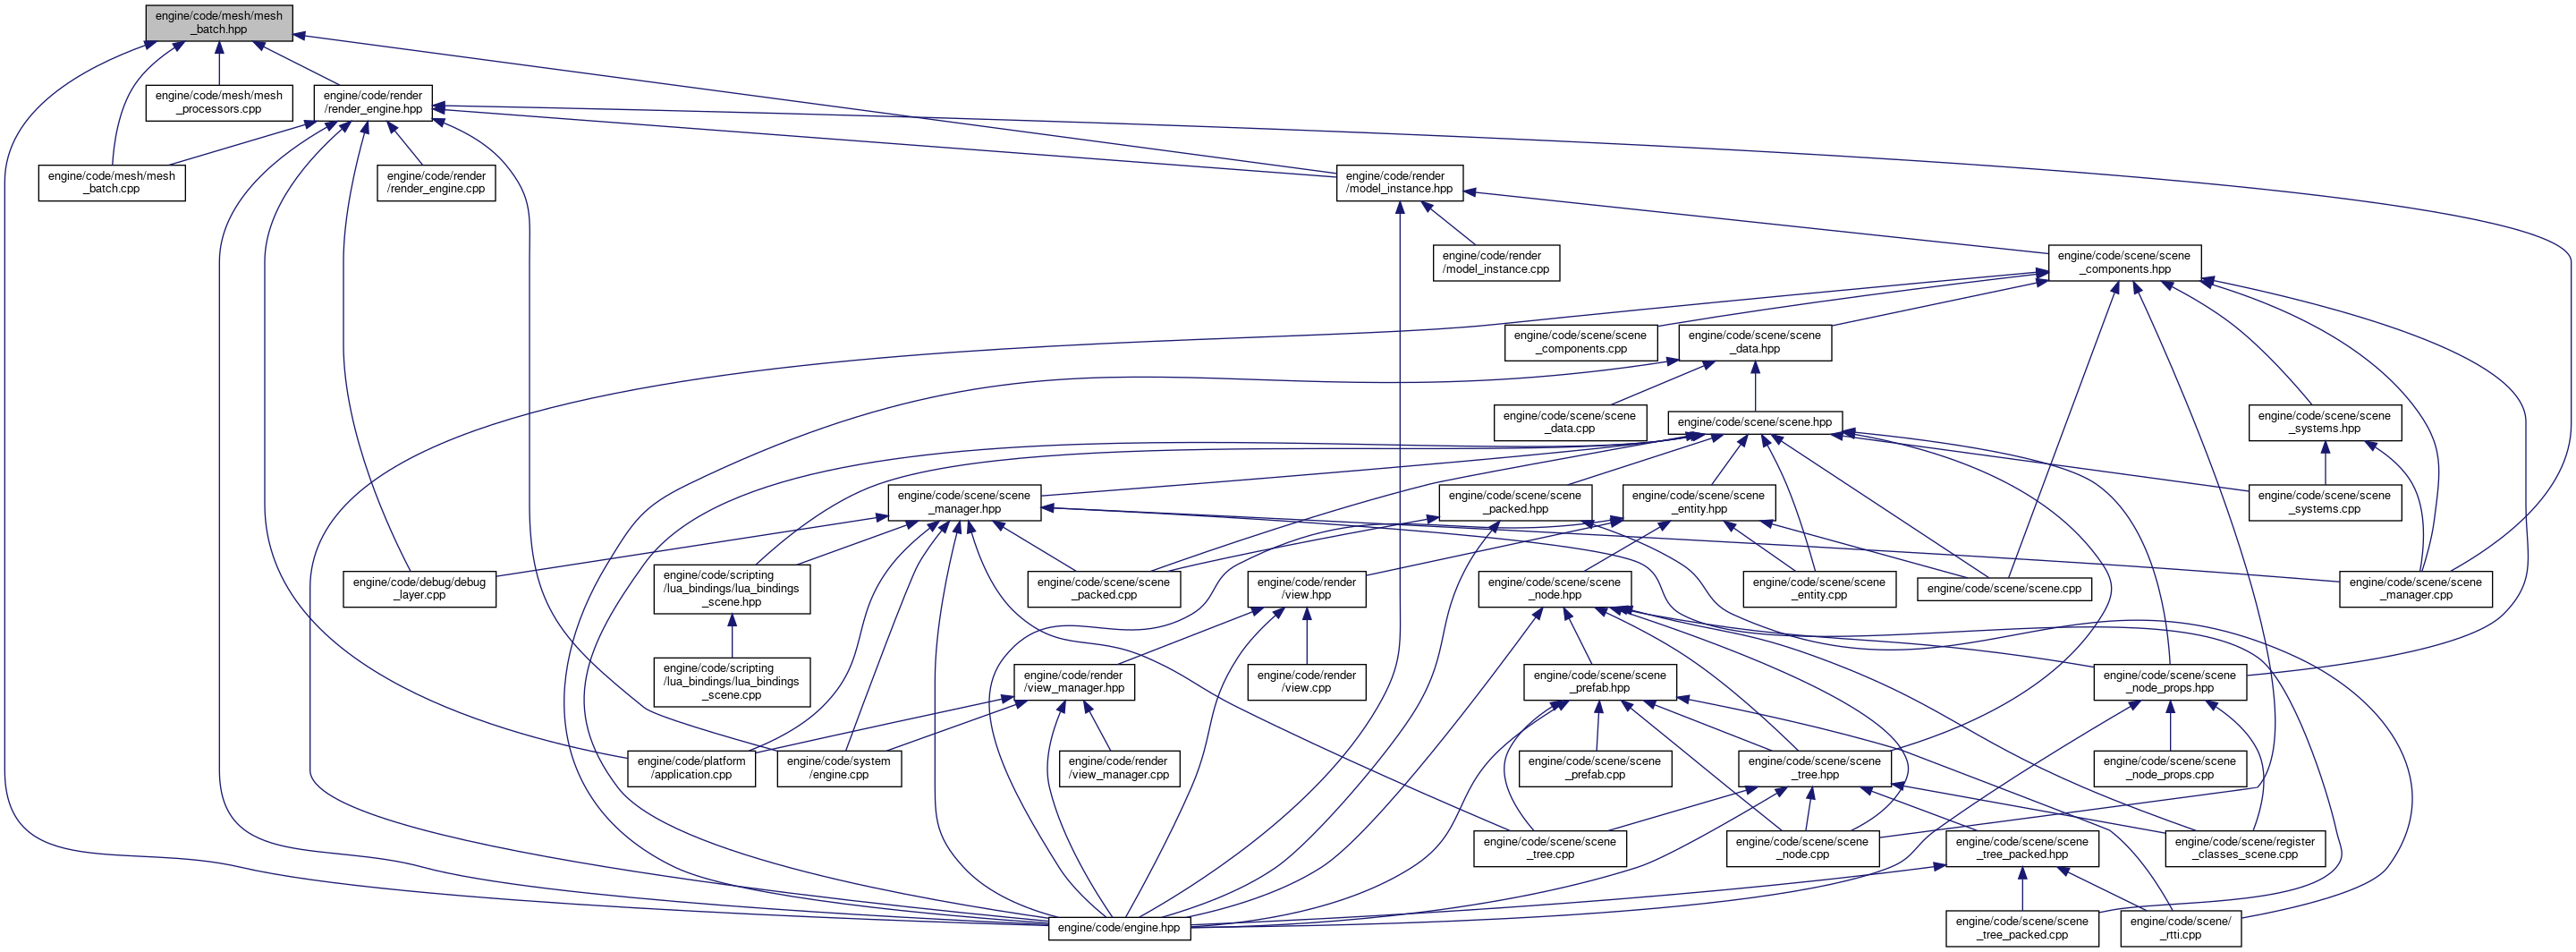 engine/code/mesh/mesh
_batch.hpp
engine/code/mesh/mesh
_processors.cpp
engine/code/render
/render_engine.hpp
engine/code/mesh/mesh
_batch.cpp
engine/code/render
/render_engine.cpp
engine/code/render
/model_instance.hpp
engine/code/render
/model_instance.cpp
engine/code/scene/scene
_components.hpp
engine/code/scene/scene
_components.cpp
engine/code/scene/scene
_data.hpp
engine/code/scene/scene
_data.cpp
engine/code/scene/scene.hpp
engine/code/scene/scene
_systems.hpp
engine/code/scene/scene
_manager.hpp
engine/code/scene/scene
_packed.hpp
engine/code/scene/scene
_entity.hpp
engine/code/scene/scene
_systems.cpp
engine/code/debug/debug
_layer.cpp
engine/code/scripting
/lua_bindings/lua_bindings
_scene.hpp
engine/code/scene/scene
_packed.cpp
engine/code/render
/view.hpp
engine/code/scene/scene
_node.hpp
engine/code/scene/scene
_entity.cpp
engine/code/scene/scene.cpp
engine/code/scene/scene
_manager.cpp
engine/code/scripting
/lua_bindings/lua_bindings
_scene.cpp
engine/code/render
/view_manager.hpp
engine/code/render
/view.cpp
engine/code/scene/scene
_prefab.hpp
engine/code/scene/scene
_node_props.hpp
engine/code/platform
/application.cpp
engine/code/system
/engine.cpp
engine/code/render
/view_manager.cpp
engine/code/scene/scene
_prefab.cpp
engine/code/scene/scene
_tree.hpp
engine/code/scene/scene
_node_props.cpp
engine/code/scene/scene
_tree.cpp
engine/code/scene/scene
_node.cpp
engine/code/scene/scene
_tree_packed.hpp
engine/code/scene/register
_classes_scene.cpp
engine/code/engine.hpp
engine/code/scene/scene
_tree_packed.cpp
engine/code/scene/
_rtti.cpp